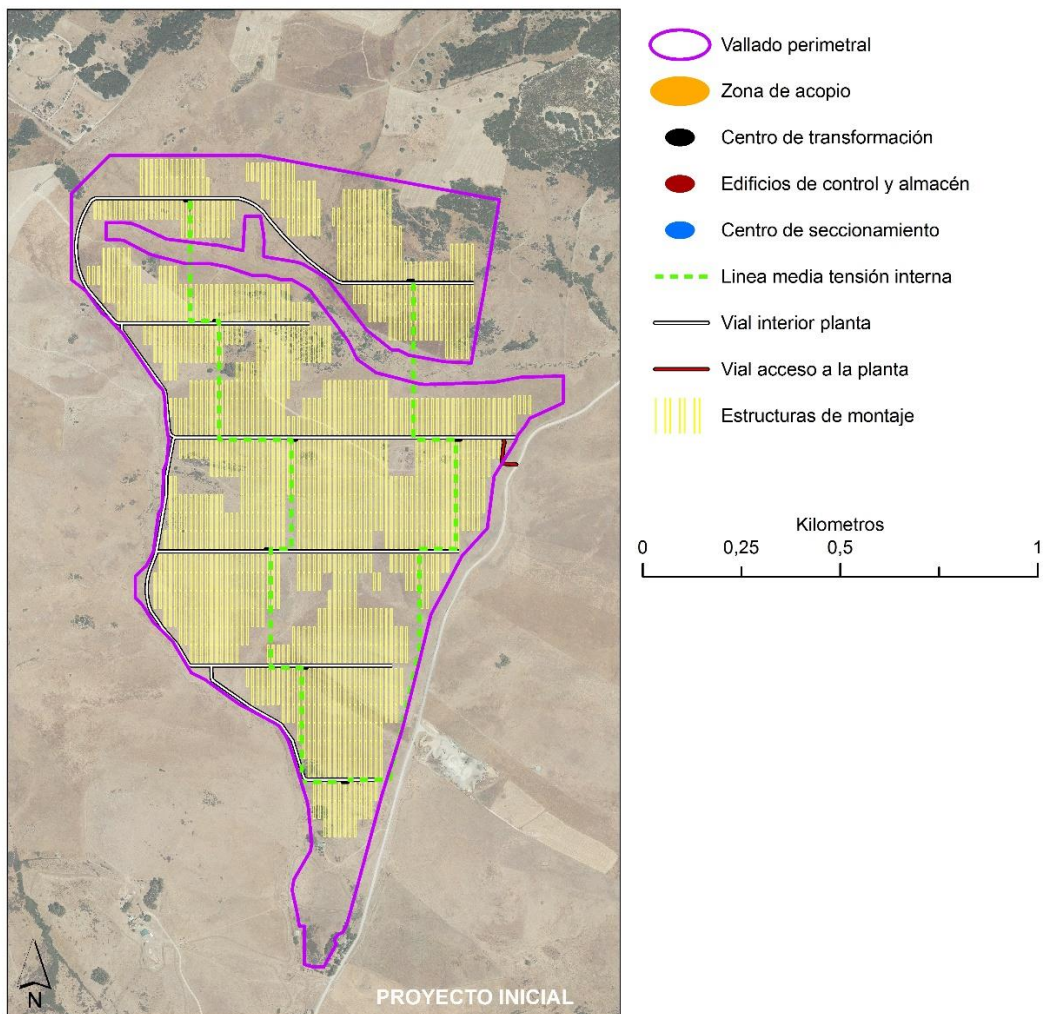 Vallado perimetral
Zona de acopio
Centro de transformación
Edificios de control y almacén
Centro de seccionamiento
Linea media tensión interna
Vial interior planta
Vial acceso a la planta
Estructuras de montaje
Kilometros
0 0,25 0,5 1
N
PROYECTO INICIAL